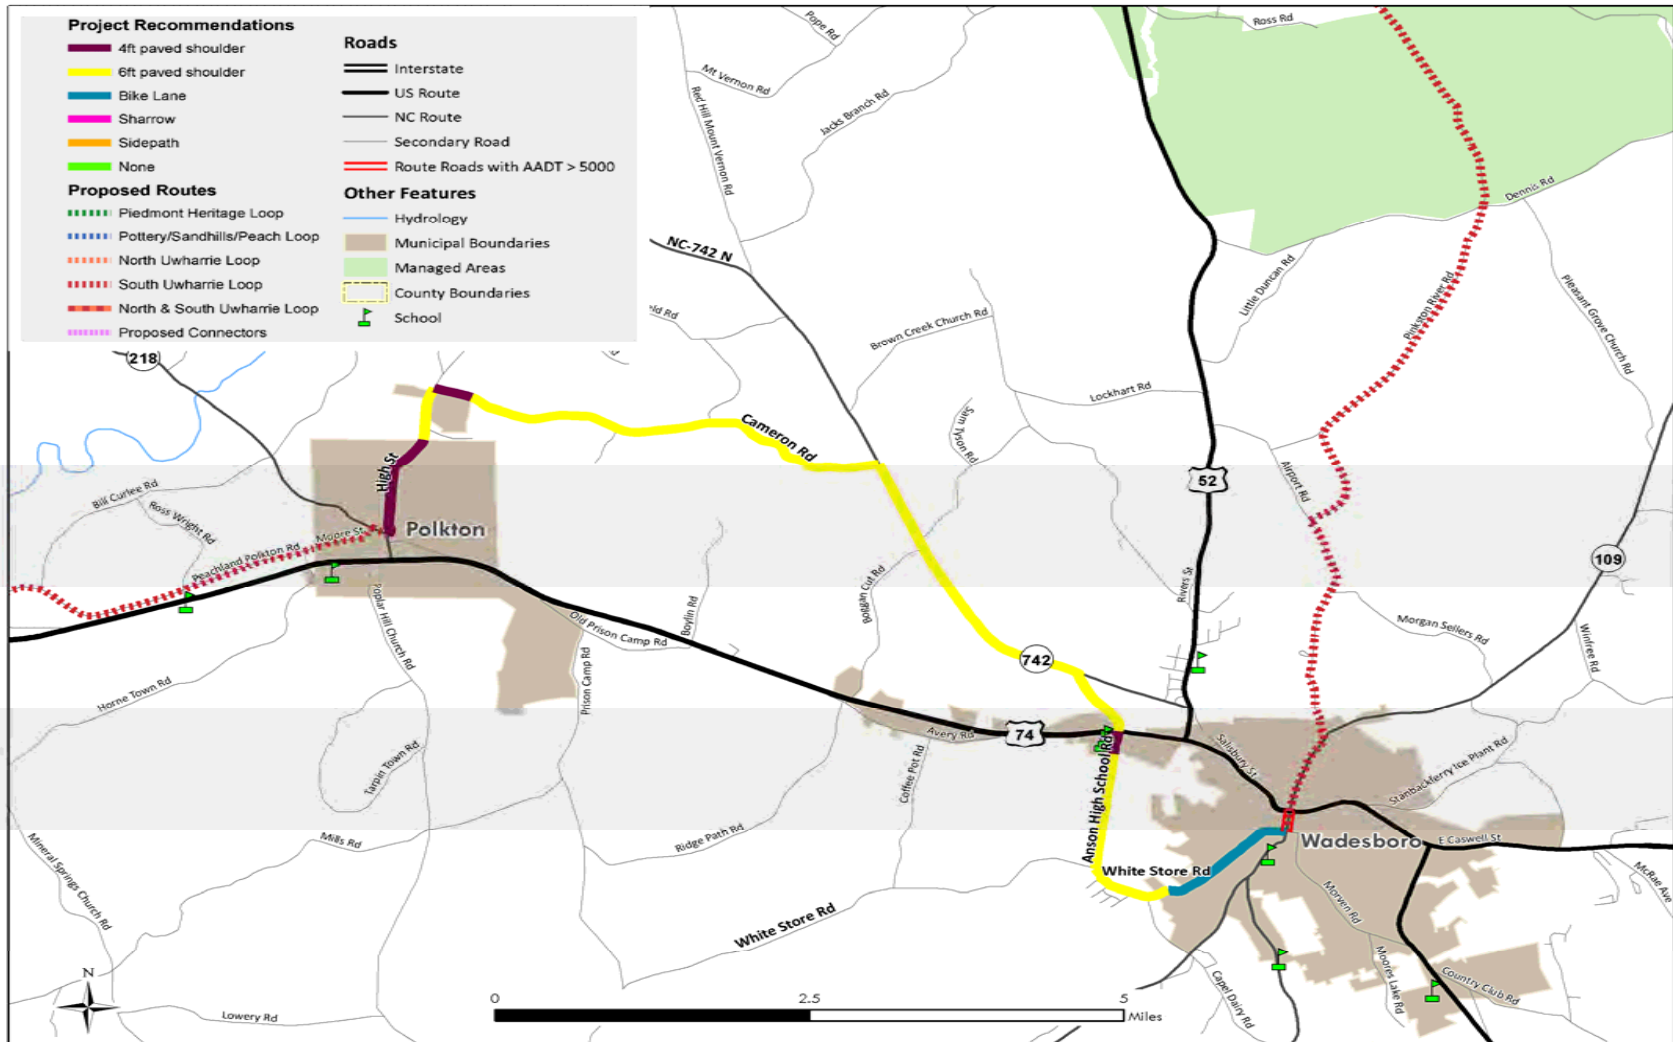 Project Recommendations
4ft paved shoulder
6ft paved shoulder
Bike Lane
Sharrow
Sidepath
None
Proposed Routes
Piedmont Heritage Loop
Pottery/Sandhills/Peach Loop
North Uwharrie Loop
South Uwharrie Loop
North & South Uwharrie Loop
Proposed Connectors
Roads
Interstate
US Route
NC Route
Secondary Road
Route Roads with AADT > 5000
Other Features
Hydrology
Municipal Boundaries
Managed Areas
County Boundaries
School
Pope Rd
Ross Rd
Mt Vernon Rd
Red Hill Mount Vernon Rd
Jacks Branch Rd
Dennis Rd
NC-742 N
Little Duncan Rd
Pinkston River Rd
Pleasant Grove Church Rd
Brown Creek Church Rd
218
Lockhart Rd
Cameron Rd
Sam Tyson Rd
High St
52
Airport Rd
Bill Curlee Rd
Ross Wright Rd
Moore St
Polkton
Peachland Polkton Rd
109
Boggan Cut Rd
Rivers St
Poplar Hill Church Rd
Old Prison Camp Rd
Boylin Rd
Morgan Sellers Rd
Winfree Rd
742
Horne Town Rd
Prison Camp Rd
Avery Rd
74
Salisbury St
Tarpin Town Rd
Coffee Pot Rd
Anson High School Rd
Stanbackferry Ice Plant Rd
Mills Rd
Ridge Path Rd
Wadesboro
E Caswell St
White Store Rd
McRae Ave
Mineral Springs Church Rd
White Store Rd
Morven Rd
Moores Lake Rd
Country Club Rd
Capel Dairy Rd
N
Lowery Rd
0
2.5
5
Miles